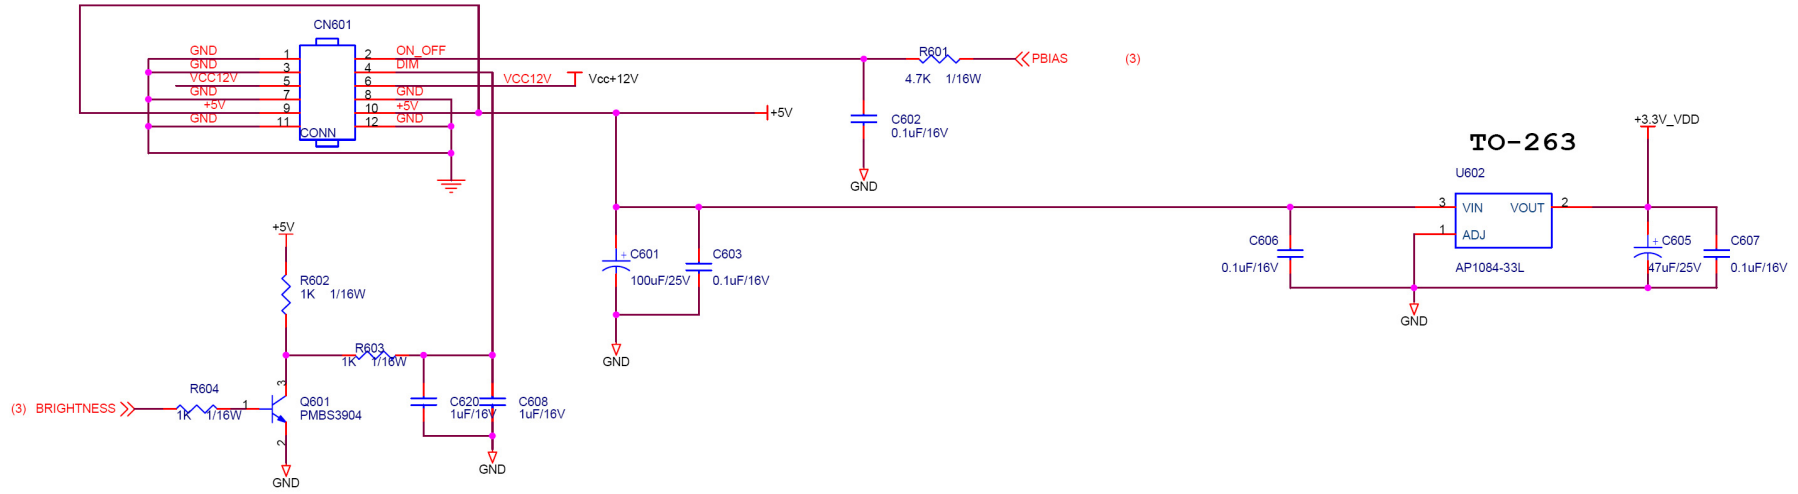 CN601
GND 1 2 ON_OFF
GND 3 4 DIM
VCC12V 5 6 VCC12V Vcc+12V
GND 7 8 GND
+5V 9 10 +5V +5V
GND 11 12 GND
CONN
R601
4.7K 1/16W
PBIAS (3)
C602
0.1uF/16V
GND
TO-263
+3.3V_VDD
U602
3 VIN VOUT 2
1 ADJ
AP1084-33L
C606
0.1uF/16V
C605
47uF/25V
C607
0.1uF/16V
GND
+ C601
100uF/25V
C603
0.1uF/16V
GND
+5V
R602
1K 1/16W
R603
1K 1/16W
R604
1K 1/16W
(3) BRIGHTNESS
1
3
2
Q601
PMBS3904
GND
C620
1uF/16V
C608
1uF/16V
GND